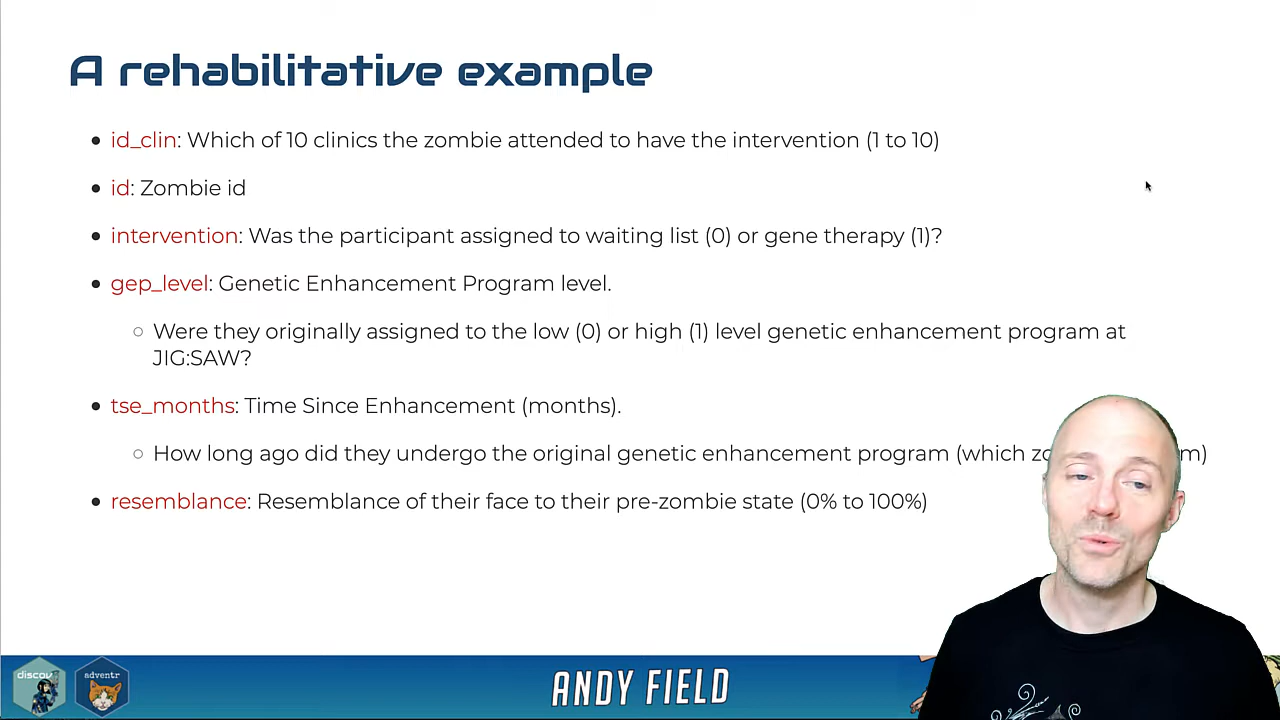 A rehabilitative example
• id_clin: Which of 10 clinics the zombie attended to have the intervention (1 to 10)
• id: Zombie id
• intervention: Was the participant assigned to waiting list (0) or gene therapy (1)?
• gep_level: Genetic Enhancement Program level.
○ Were they originally assigned to the low (0) or high (1) level genetic enhancement program at
JIG:SAW?
• tse_months: Time Since Enhancement (months).
○ How long ago did they undergo the original genetic enhancement program (which
• resemblance: Resemblance of their face to their pre-zombie state (0% to 100%)
adventr
ANDY FIELD